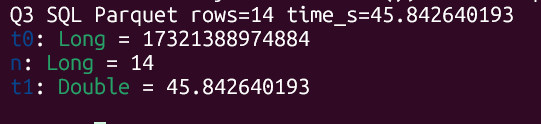 Q3 SQL Parquet rows=14 time_s=45.842640193
t0: Long = 17321388974884
n: Long = 14
t1: Double = 45.842640193